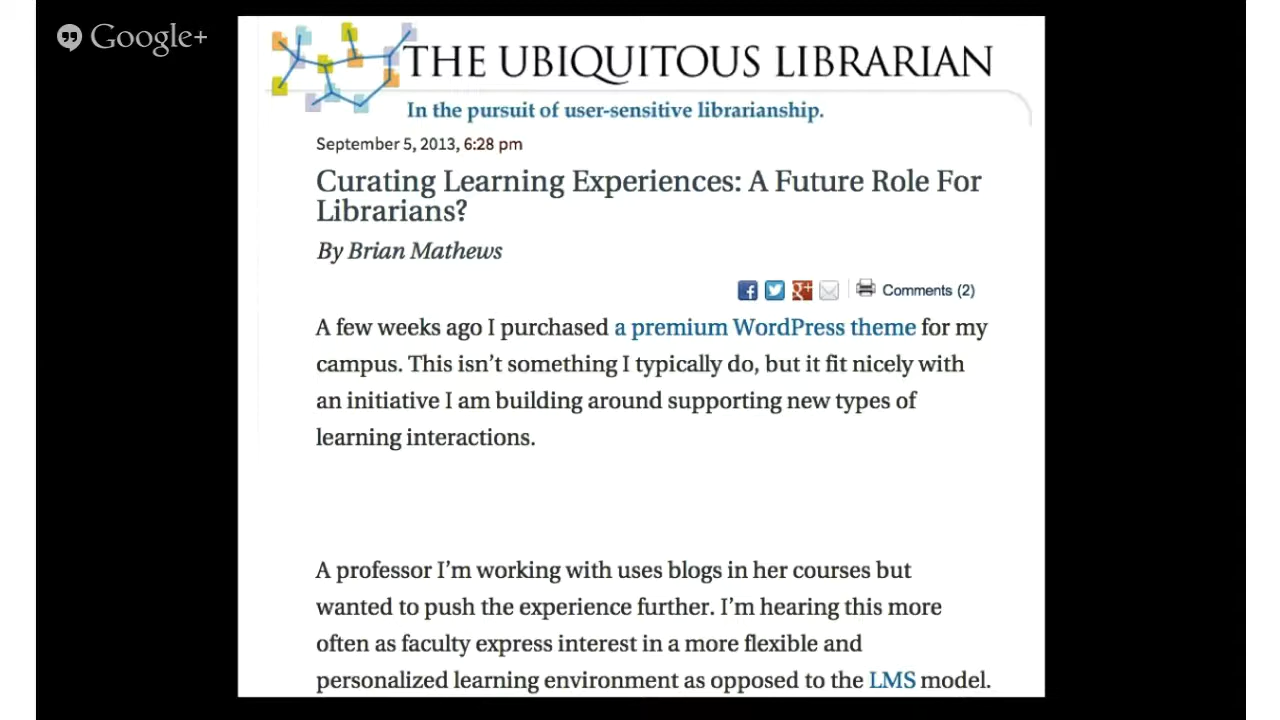 Google+
THE UBIQUITOUS LIBRARIAN
In the pursuit of user-sensitive librarianship.
September 5, 2013, 6:28 pm
Curating Learning Experiences: A Future Role For
Librarians?
By Brian Mathews
Comments (2)
A few weeks ago I purchased a premium WordPress theme for my
campus. This isn’t something I typically do, but it fit nicely with
an initiative I am building around supporting new types of
learning interactions.
A professor I’m working with uses blogs in her courses but
wanted to push the experience further. I’m hearing this more
often as faculty express interest in a more flexible and
personalized learning environment as opposed to the LMS model.